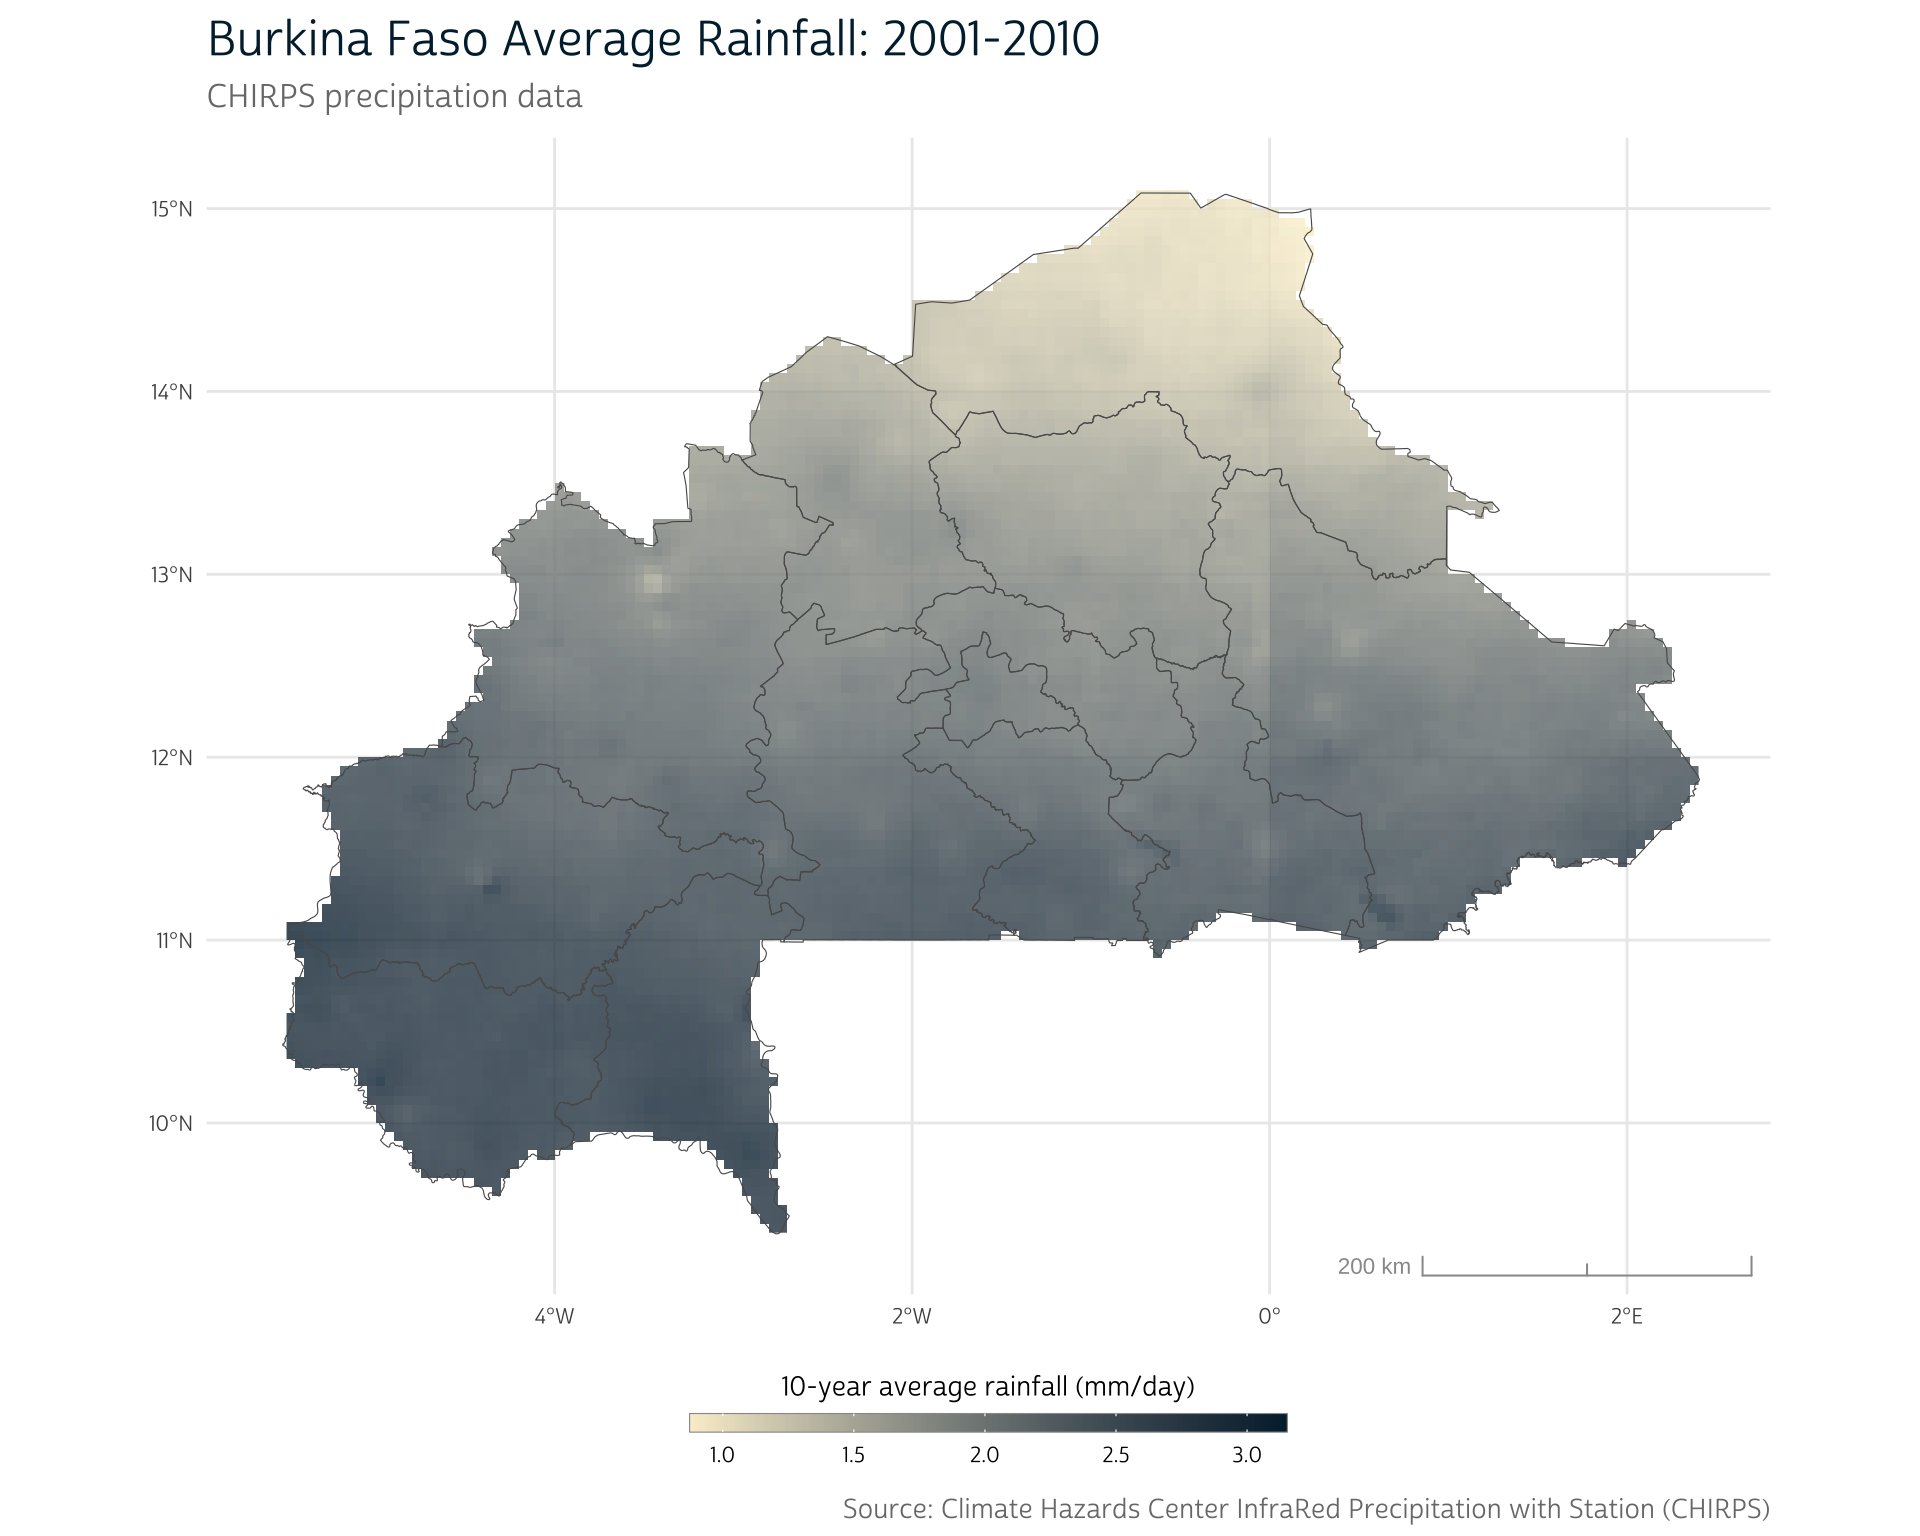 Burkina Faso Average Rainfall: 2001-2010
CHIRPS precipitation data
15°N
14°N
13°N
12°N
11°N
10°N
200 km
4°W
2°W
0°
2°E
10-year average rainfall (mm/day)
1.0
1.5
2.0
2.5
3.0
Source: Climate Hazards Center InfraRed Precipitation with Station (CHIRPS)